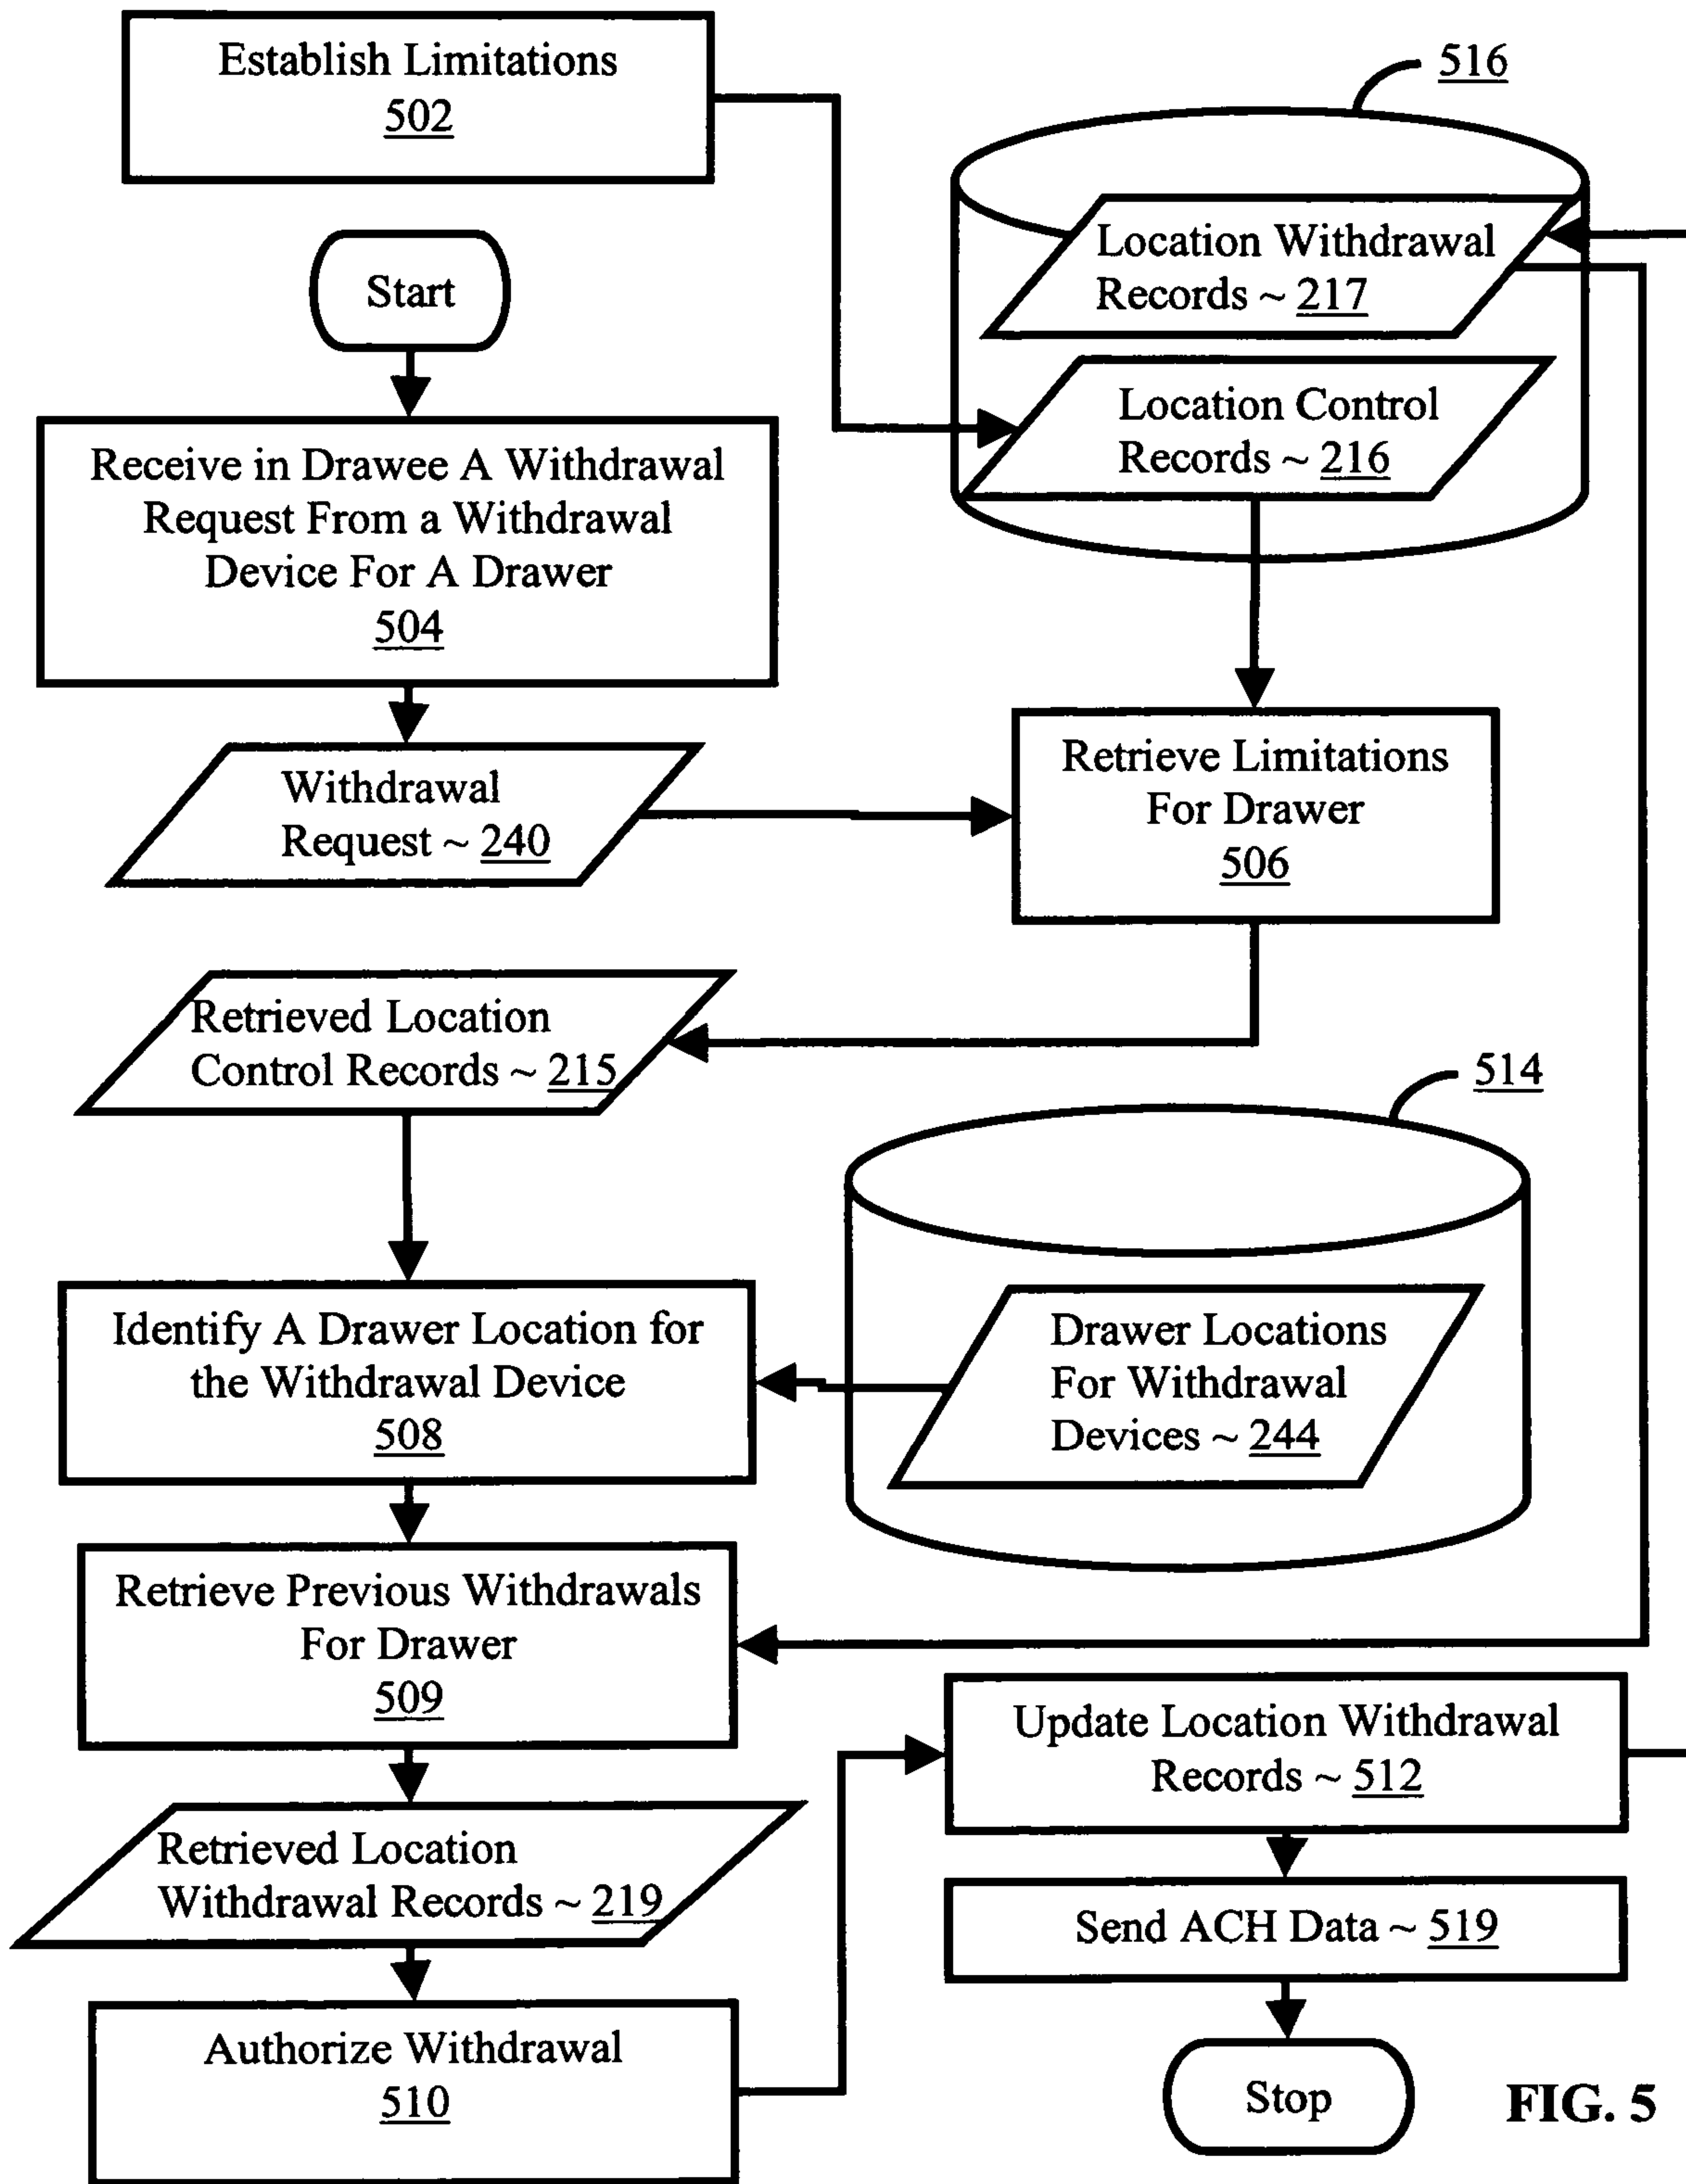 Establish Limitations
502
516
Location Withdrawal
Records ~ 217
Start
Location Control
Records ~ 216
Receive in Drawee A Withdrawal
Request From a Withdrawal
Device For A Drawer
504
Withdrawal
Request ~ 240
Retrieve Limitations
For Drawer
506
Retrieved Location
Control Records ~ 215
514
Identify A Drawer Location for
the Withdrawal Device
508
Drawer Locations
For Withdrawal
Devices ~ 244
Retrieve Previous Withdrawals
For Drawer
509
Retrieved Location
Withdrawal Records ~ 219
Authorize Withdrawal
510
Update Location Withdrawal
Records ~ 512
Send ACH Data ~ 519
Stop
FIG. 5